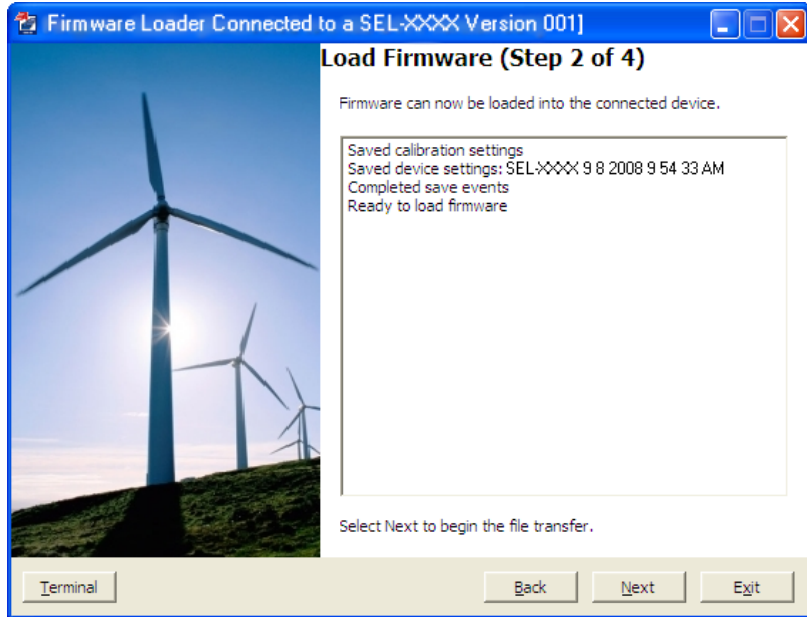 Firmware Loader Connected to a SEL-XXXX Version 001]
Load Firmware (Step 2 of 4)
Firmware can now be loaded into the connected device.
Saved calibration settings
Saved device settings: SEL-XXXX 9 8 2008 9 54 33 AM
Completed save events
Ready to load firmware
Select Next to begin the file transfer.
Terminal
Back
Next
Exit